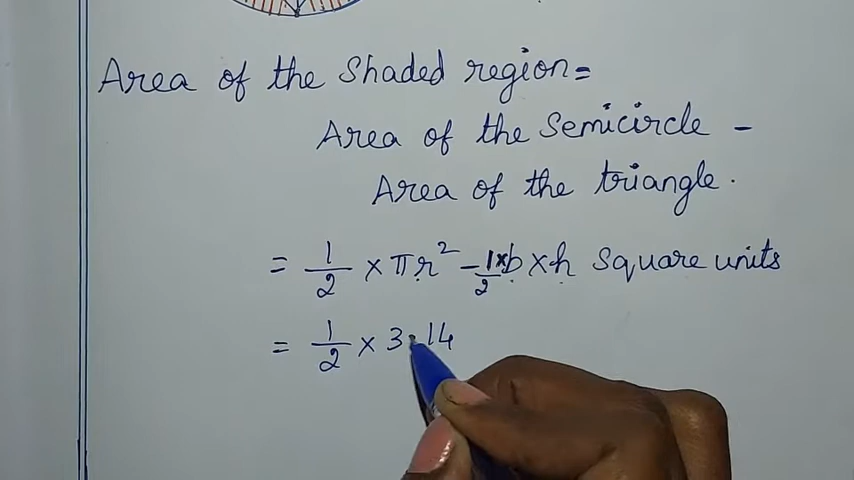 Area of the Shaded region =
Area of the Semicircle -
Area of the triangle.
= 1/2 × πr² - 1/2 × b × h Square units
= 1/2 × 3.14